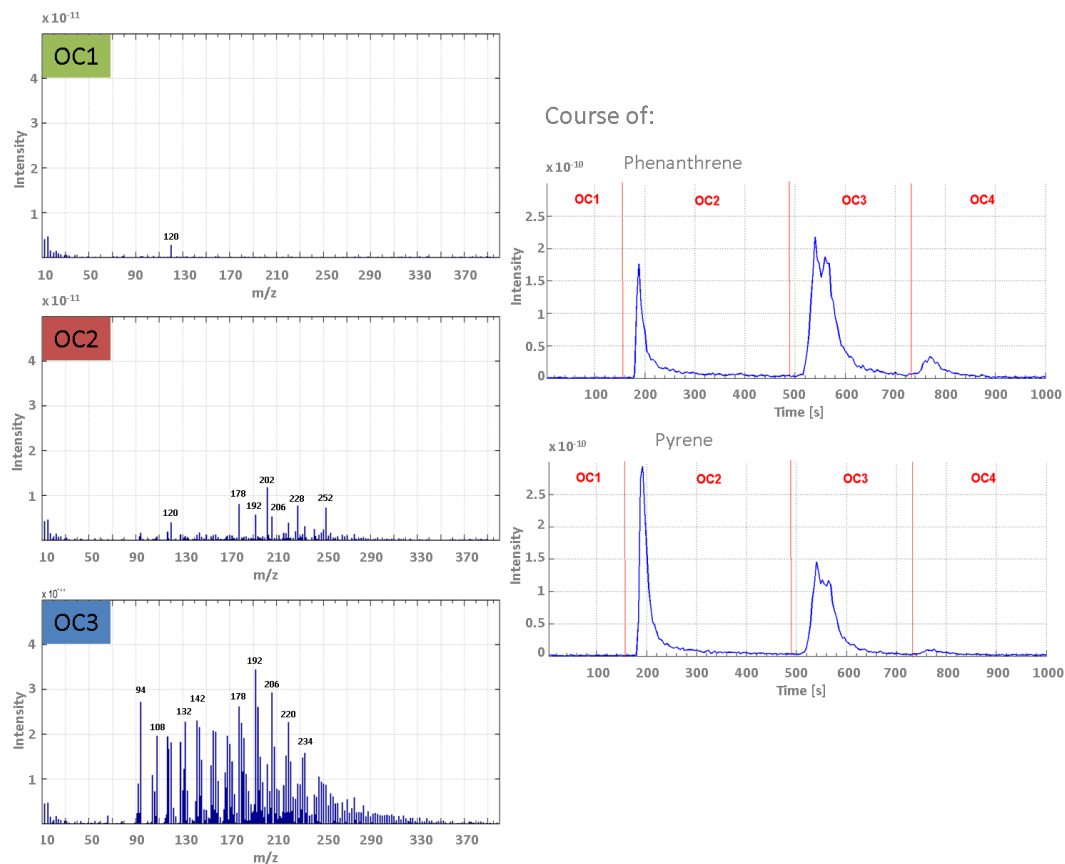 x 10⁻¹¹
OC1
4
3
2
1
Intensity
120
10 50 90 130 170 210 250 290 330 370
m/z
x 10⁻¹¹
OC2
4
3
2
1
Intensity
120 178 192 202 206 228 252
10 50 90 130 170 210 250 290 330 370
m/z
OC3
4
3
2
1
Intensity
94 108 132 142 178 192 206 220 234
10 50 90 130 170 210 250 290 330 370
m/z
Course of:
Phenanthrene
x 10⁻¹⁰
OC1 OC2 OC3 OC4
2.5
2
1.5
1
0.5
0
Intensity
100 200 300 400 500 600 700 800 900 1000
Time [s]
Pyrene
x 10⁻¹⁰
OC1 OC2 OC3 OC4
2.5
2
1.5
1
0.5
0
Intensity
100 200 300 400 500 600 700 800 900 1000
Time [s]